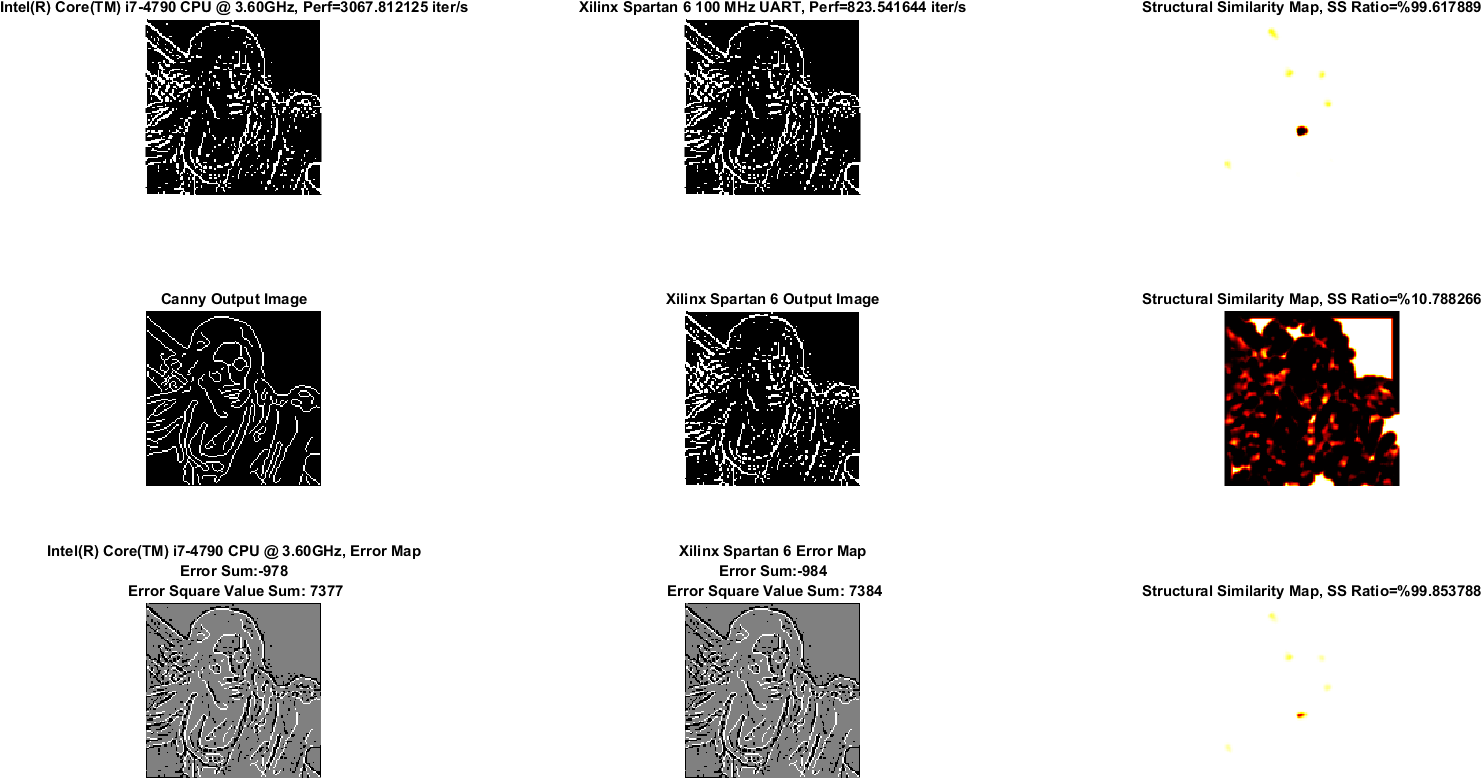 Intel(R) Core(TM) i7-4790 CPU @ 3.60GHz, Perf=3067.812125 iter/s
Xilinx Spartan 6 100 MHz UART, Perf=823.541644 iter/s
Structural Similarity Map, SS Ratio=%99.617889
Canny Output Image
Xilinx Spartan 6 Output Image
Structural Similarity Map, SS Ratio=%10.788266
Intel(R) Core(TM) i7-4790 CPU @ 3.60GHz, Error Map
Error Sum:-978
Error Square Value Sum: 7377
Xilinx Spartan 6 Error Map
Error Sum:-984
Error Square Value Sum: 7384
Structural Similarity Map, SS Ratio=%99.853788